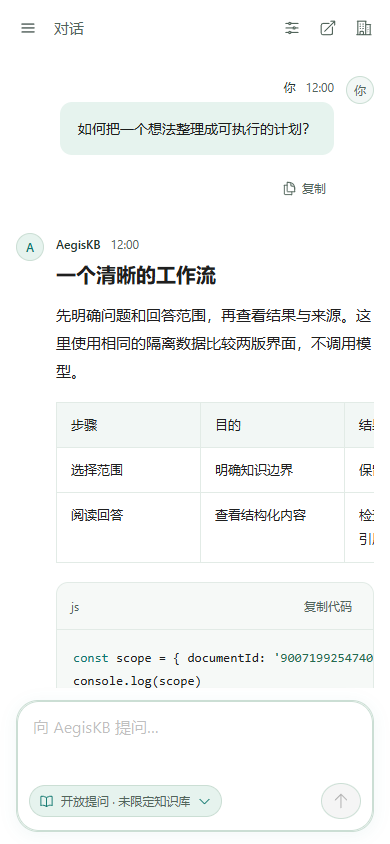 对话
你 12:00
你
如何把一个想法整理成可执行的计划？
复制
A
AegisKB 12:00
一个清晰的工作流
先明确问题和回答范围，再查看结果与来源。这
里使用相同的隔离数据比较两版界面，不调用模
型。
步骤 目的
选择范围 明确知识边界
阅读回答 查看结构化内容
js 复制代码
const scope = { documentId: '9007199254740
console.log(scope)
向 AegisKB 提问...
开放提问 · 未限定知识库